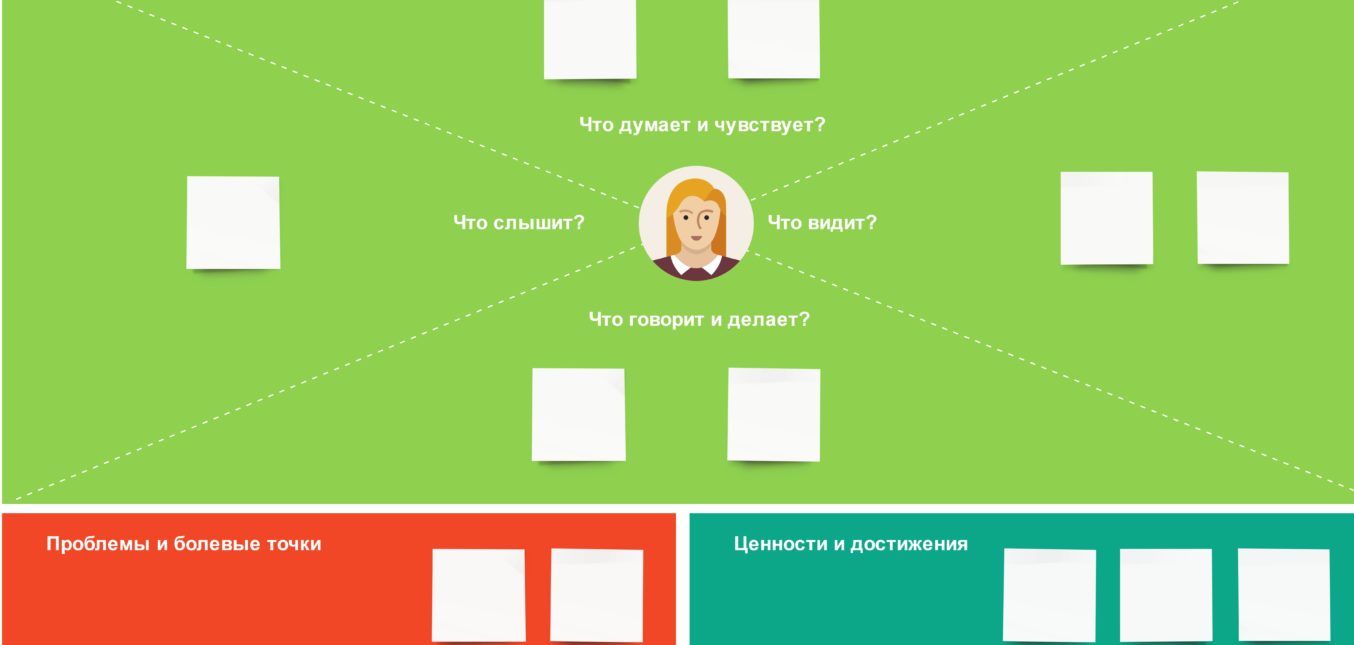 Что думает и чувствует?
Что слышит?
Что видит?
Что говорит и делает?
Проблемы и болевые точки
Ценности и достижения